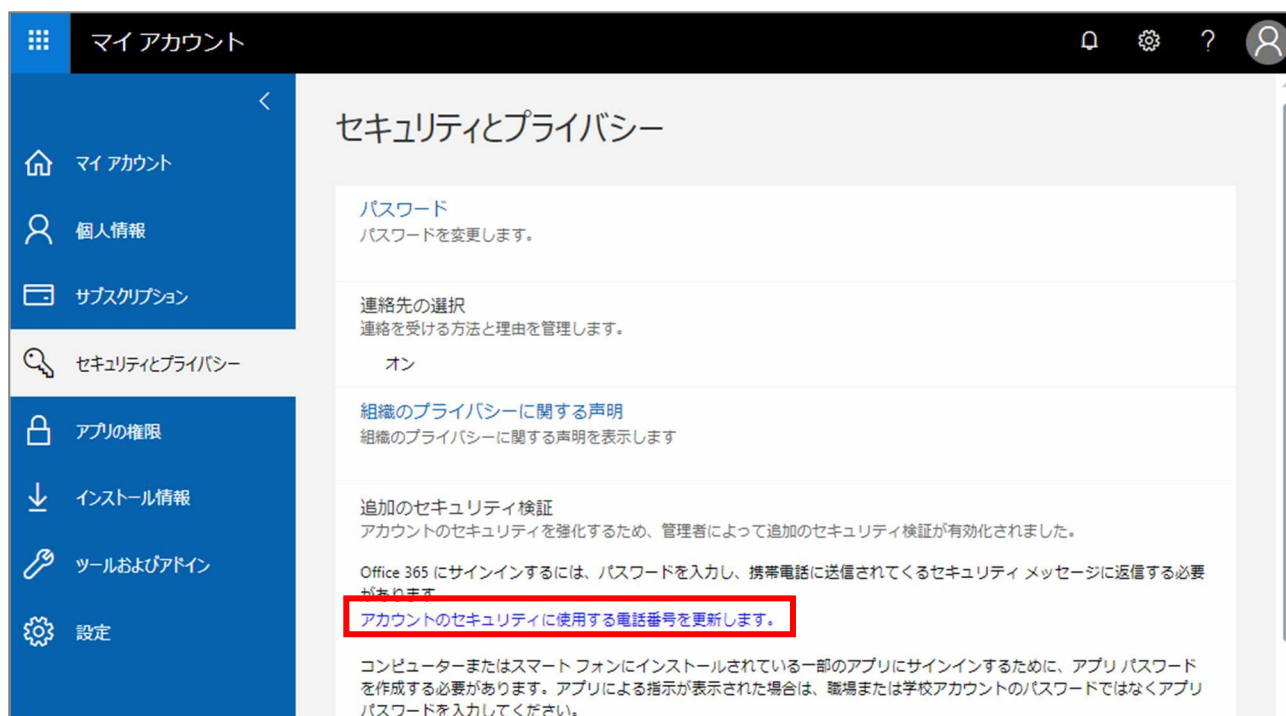 マイ アカウント
?
マイ アカウント
個人情報
サブスクリプション
セキュリティとプライバシー
アプリの権限
インストール情報
ツールおよびアドイン
設定
セキュリティとプライバシー
パスワード
パスワードを変更します。
連絡先の選択
連絡を受ける方法と理由を管理します。
オン
組織のプライバシーに関する声明
組織のプライバシーに関する声明を表示します
追加のセキュリティ検証
アカウントのセキュリティを強化するため、管理者によって追加のセキュリティ検証が有効化されました。
Office 365 にサインインするには、パスワードを入力し、携帯電話に送信されてくるセキュリティ メッセージに返信する必要
があります。
アカウントのセキュリティに使用する電話番号を更新します。
コンピューターまたはスマート フォンにインストールされている一部のアプリにサインインするために、アプリ パスワード
を作成する必要があります。アプリによる指示が表示された場合は、職場または学校アカウントのパスワードではなくアプリ
パスワードを入力してください。